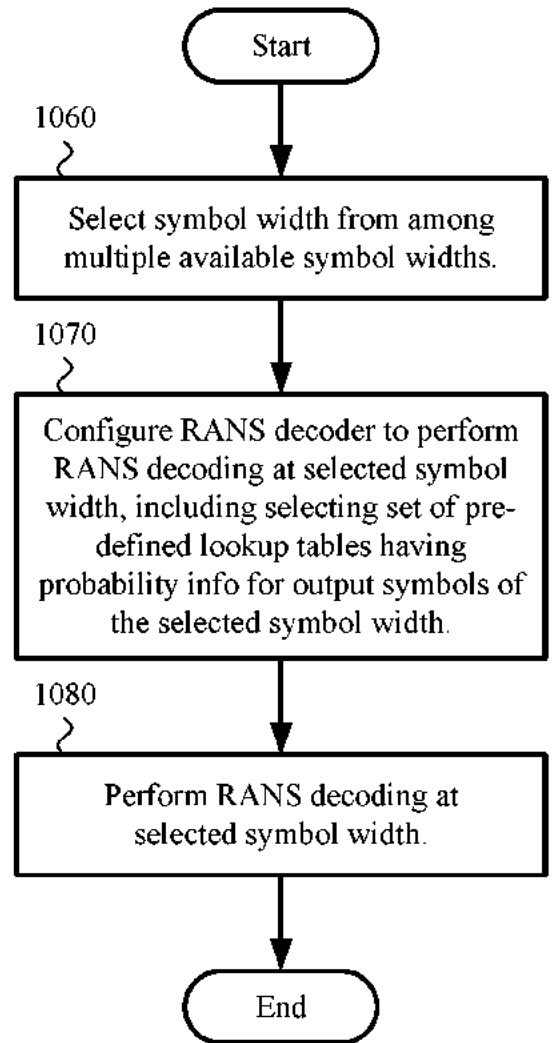 Start
1060
Select symbol width from among
multiple available symbol widths.
1070
Configure RANS decoder to perform
RANS decoding at selected symbol
width, including selecting set of pre-
defined lookup tables having
probability info for output symbols of
the selected symbol width.
1080
Perform RANS decoding at
selected symbol width.
End